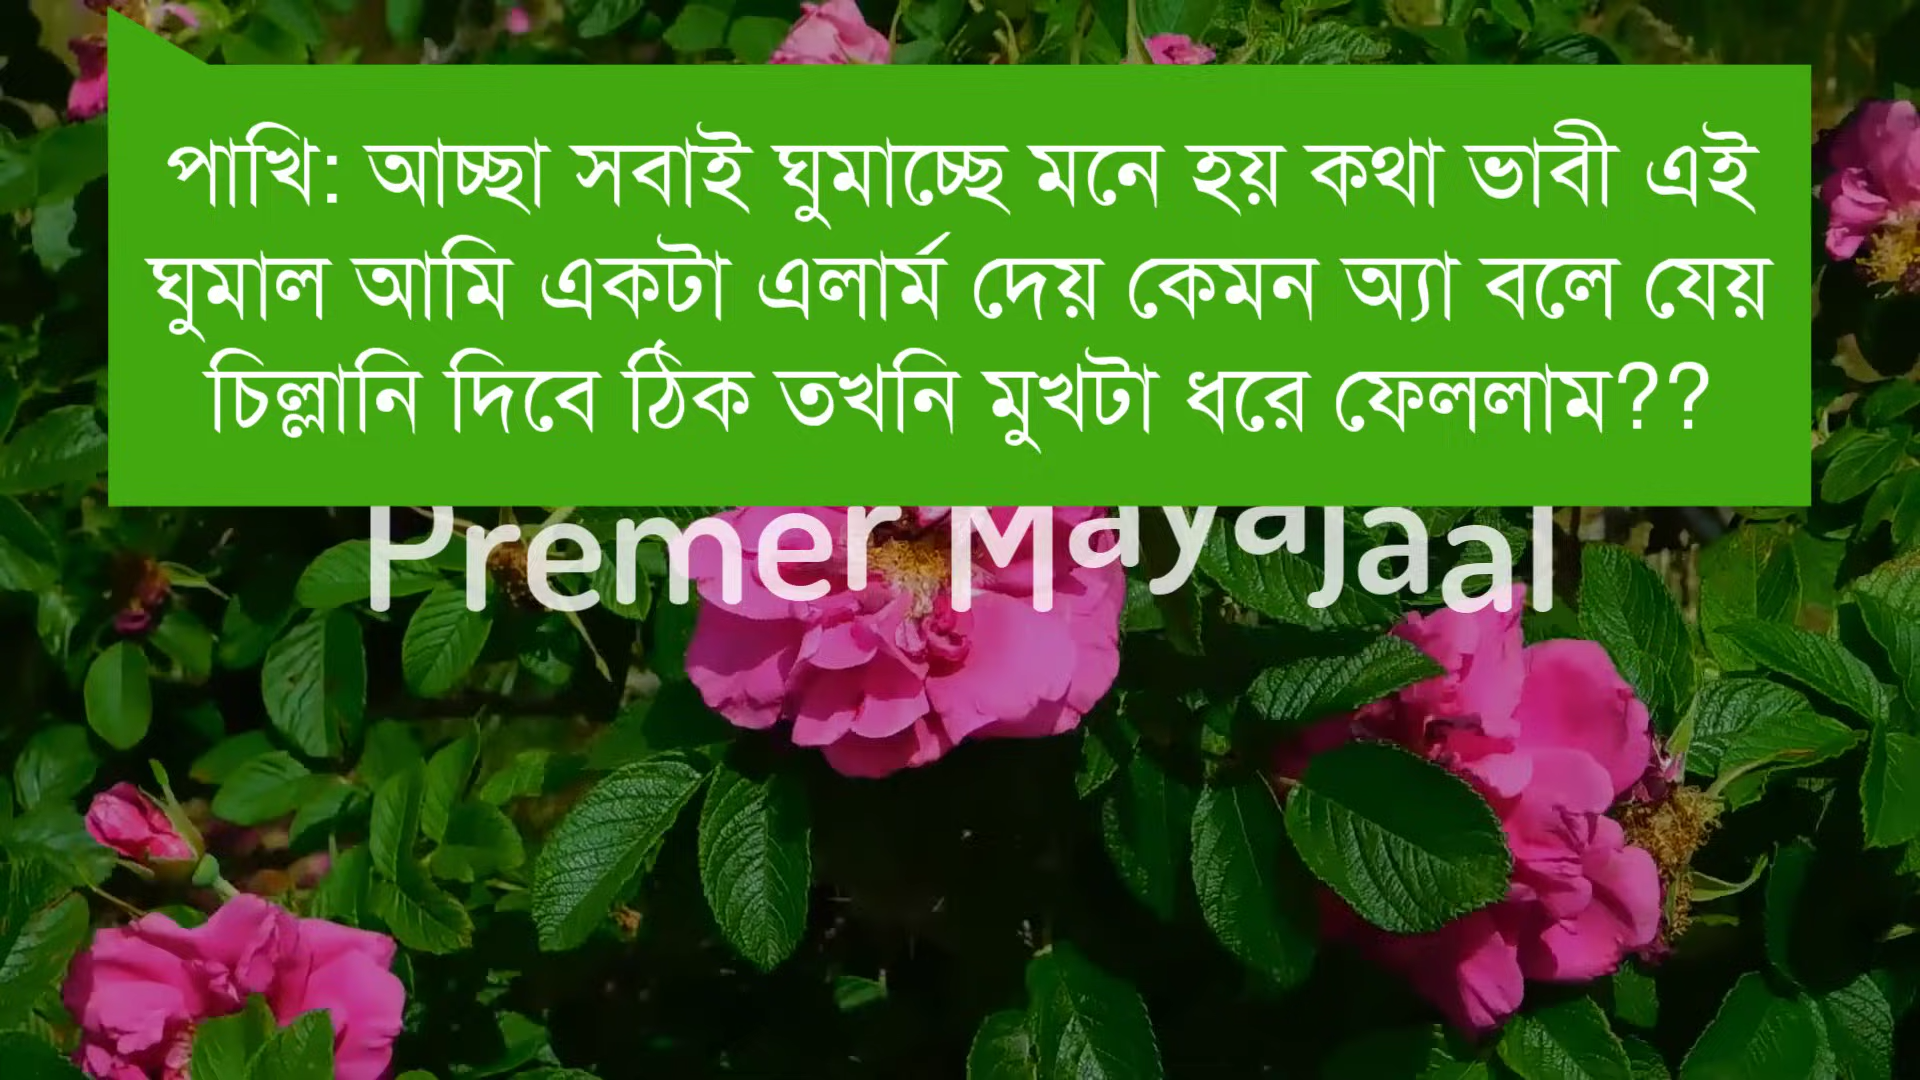 পাখি: আচ্ছা সবাই ঘুমাচ্ছে মনে হয় কথা ভাবী এই
ঘুমাল আমি একটা এলার্ম দেয় কেমন অ্যা বলে যেয়
চিল্লানি দিবে ঠিক তখনি মুখটা ধরে ফেললাম??
Premer Mayajaal